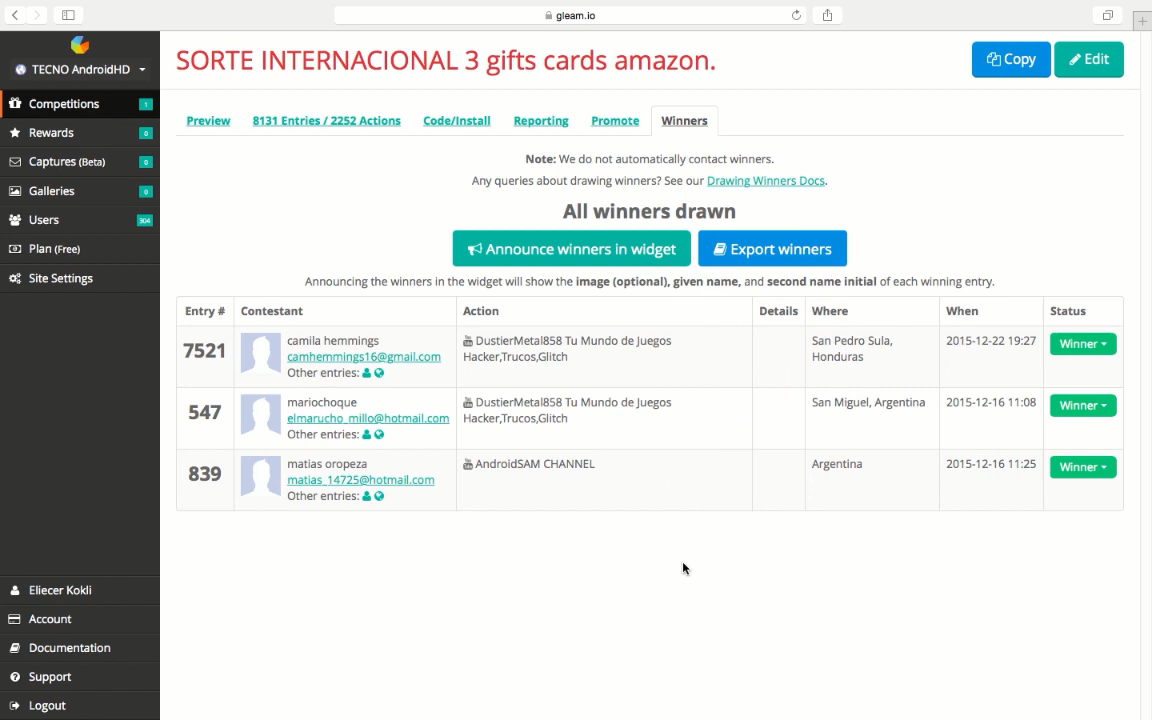 gleam.io
TECNO AndroidHD
Competitions 1
Rewards 0
Captures (Beta) 0
Galleries 0
Users 304
Plan (Free)
Site Settings
Eliecer Kokli
Account
Documentation
Support
Logout
SORTE INTERNACIONAL 3 gifts cards amazon.
Copy
Edit
Preview
8131 Entries / 2252 Actions
Code/Install
Reporting
Promote
Winners
Note: We do not automatically contact winners.
Any queries about drawing winners? See our Drawing Winners Docs.
All winners drawn
Announce winners in widget
Export winners
Announcing the winners in the widget will show the image (optional), given name, and second name initial of each winning entry.
Entry # Contestant Action Details Where When Status
7521
camila hemmings
camhemmings16@gmail.com
Other entries:
DustierMetal858 Tu Mundo de Juegos
Hacker,Trucos,Glitch
San Pedro Sula,
Honduras
2015-12-22 19:27
Winner
547
mariochoque
elmarucho_millo@hotmail.com
Other entries:
DustierMetal858 Tu Mundo de Juegos
Hacker,Trucos,Glitch
San Miguel, Argentina
2015-12-16 11:08
Winner
839
matias oropeza
matias_14725@hotmail.com
Other entries:
AndroidSAM CHANNEL
Argentina
2015-12-16 11:25
Winner